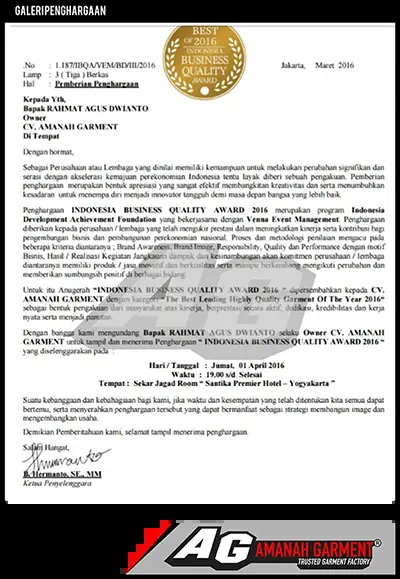 GALERIPENGHARGAAN
BEST
OF 2016
INDONESIA
BUSINESS
QUALITY
AWARD
.No : 1.187/IBQA/VEM/BD/III/2016
Jakarta, Maret 2016
Lamp : 3 ( Tiga ) Berkas
Hal : Pemberian Penghargaan
Kepada Yth,
Bapak RAHMAT AGUS DWIANTO
Owner
CV. AMANAH GARMENT
Di Tempat
Dengan hormat,
Sebagai Perusahaan atau Lembaga yang dinilai memiliki kemampuan untuk melakukan perubahan signifikan dan
serasi dengan akselerasi kemajuan perekonomian Indonesia tentu layak diberi sebuah pengakuan. Pemberian
penghargaan merupakan bentuk apresiasi yang sangat efektif membangkitkan kreativitas dan serta menumbuhkan
kesadaran untuk menempa diri menjadi innovator tangguh demi masa depan bangsa yang lebih baik.
Penghargaan INDONESIA BUSINESS QUALITY AWARD 2016 merupakan program Indonesia
Development Achievement Foundation yang bekerjasama dengan Venna Event Management. Penghargaan
diberikan kepada perusahaan / lembaga yang telah mengukir prestasi dalam meningkatkan kinerja serta kontribusi bagi
pengembangan bisnis dan pembangunan perekonomian nasional. Proses dan metodologi penilaian mengacu pada
beberapa kriteria diantaranya ; Brand Awareness, Brand Image, Responsibility, Quality dan Performance dengan motif
Bisnis, Hasil / Realisasi Kegiatan Jangkauan dampak dan kesinambungan akan komitmen perusahaan / lembaga
diantaranya memiliki produk / jasa inovatif dan berkualitas serta mampu berkembang mengikuti perubahan dan
memberikan sumbangsih positif di berbagai bidang.
Untuk itu Anugerah "INDONESIA BUSINESS QUALITY AWARD 2016 " dipersembahkan kepada CV.
AMANAH GARMENT dengan kategori "The Best Leading Highly Quality Garment Of The Year 2016"
sebagai bentuk pengakuan dari masyarakat atas kinerja, berprestasi secara aktif, dedikasi, kredibilitas dan kerja
nyata serta menjadi panutan.
Dengan bangga kami mengundang Bapak RAHMAT AGUS DWIANTO selaku Owner CV. AMANAH
GARMENT untuk tampil dan menerima Penghargaan " INDONESIA BUSINESS QUALITY AWARD 2016 "
yang diselenggarakan pada :
Hari / Tanggal : Jumat, 01 April 2016
Waktu : 19.00 s/d Selesai
Tempat : Sekar Jagad Room " Santika Premier Hotel – Yogyakarta "
Suatu kebanggaan dan kebahagiaan bagi kami, jika waktu dan kesempatan yang telah ditentukan kita semua dapat
bertemu, serta menyerahkan penghargaan tersebut yang dapat bermanfaat sebagai strategi membangun image dan
mengembangkan usaha.
Demikian Pemberitahuan kami, selamat tampil menerima penghargaan.
Salam Hangat,
B. Hermanto, SE., MM
Ketua Penyelenggara
AG
AMANAH GARMENT®
TRUSTED GARMENT FACTORY